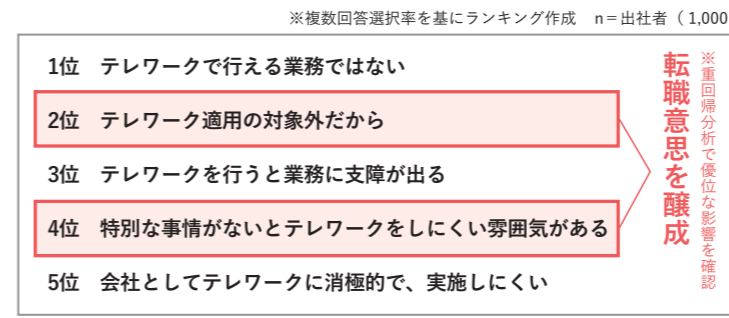 ※複数回答選択率を基にランキング作成　n＝出社者（1,000
1位　テレワークで行える業務ではない
2位　テレワーク適用の対象外だから
3位　テレワークを行うと業務に支障が出る
4位　特別な事情がないとテレワークをしにくい雰囲気がある
5位　会社としてテレワークに消極的で、実施しにくい
※重回帰分析で優位な影響を確認
転職意思を醸成